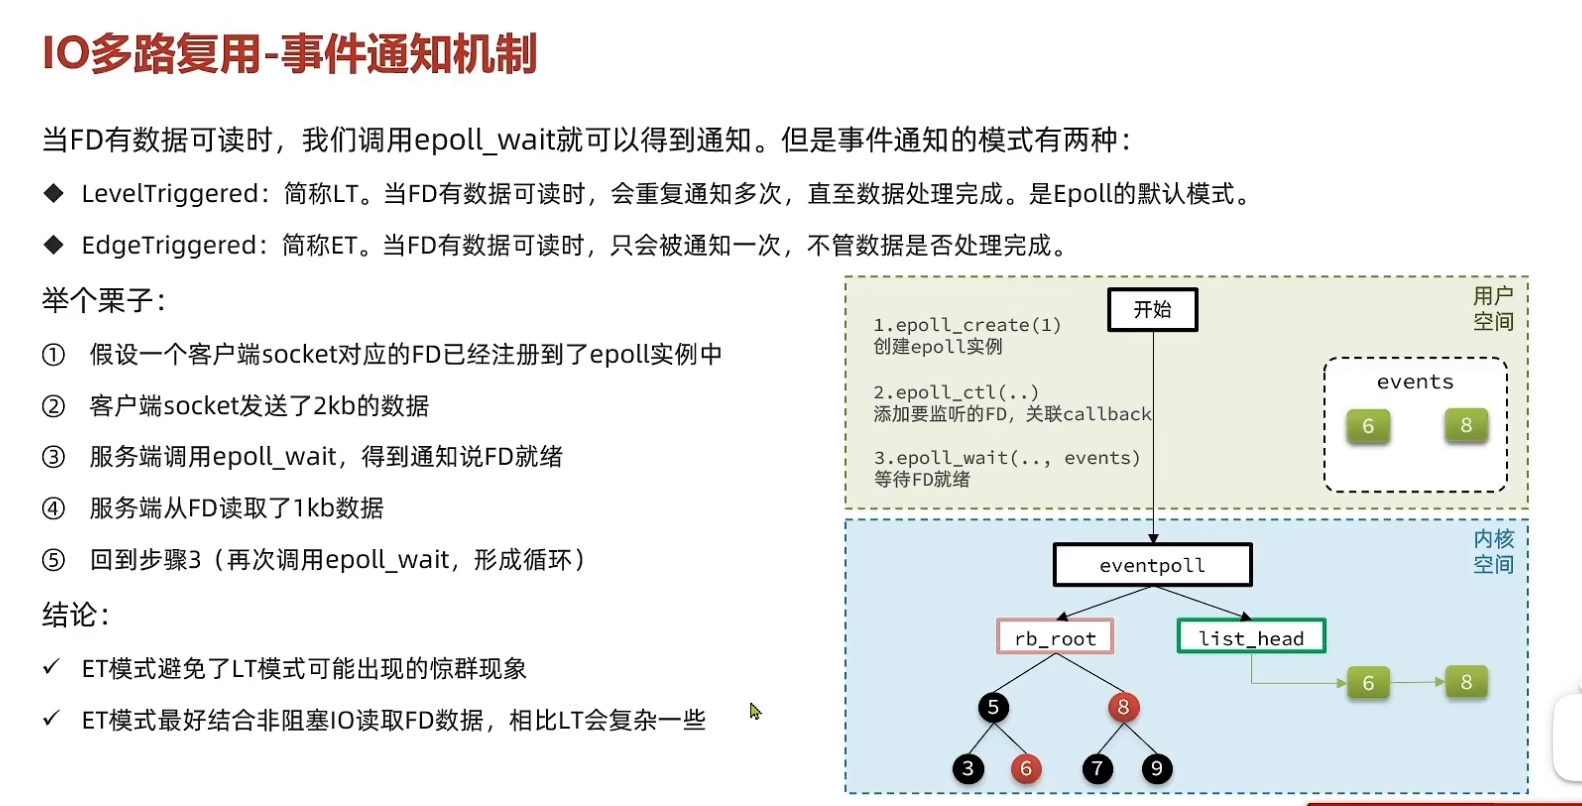 IO多路复用-事件通知机制
当FD有数据可读时，我们调用epoll_wait就可以得到通知。但是事件通知的模式有两种：
◆ LevelTriggered：简称LT。当FD有数据可读时，会重复通知多次，直至数据处理完成。是Epoll的默认模式。
◆ EdgeTriggered：简称ET。当FD有数据可读时，只会被通知一次，不管数据是否处理完成。
举个栗子：
① 假设一个客户端socket对应的FD已经注册到了epoll实例中
② 客户端socket发送了2kb的数据
③ 服务端调用epoll_wait，得到通知说FD就绪
④ 服务端从FD读取了1kb数据
⑤ 回到步骤3（再次调用epoll_wait，形成循环）
结论：
✓ ET模式避免了LT模式可能出现的惊群现象
✓ ET模式最好结合非阻塞IO读取FD数据，相比LT会复杂一些
开始
用户
空间
1.epoll_create(1)
创建epoll实例
2.epoll_ctl(..)
添加要监听的FD，关联callback
3.epoll_wait(.., events)
等待FD就绪
events
6 8
内核
空间
eventpoll
rb_root list_head
6 8
5 8
3 6 7 9